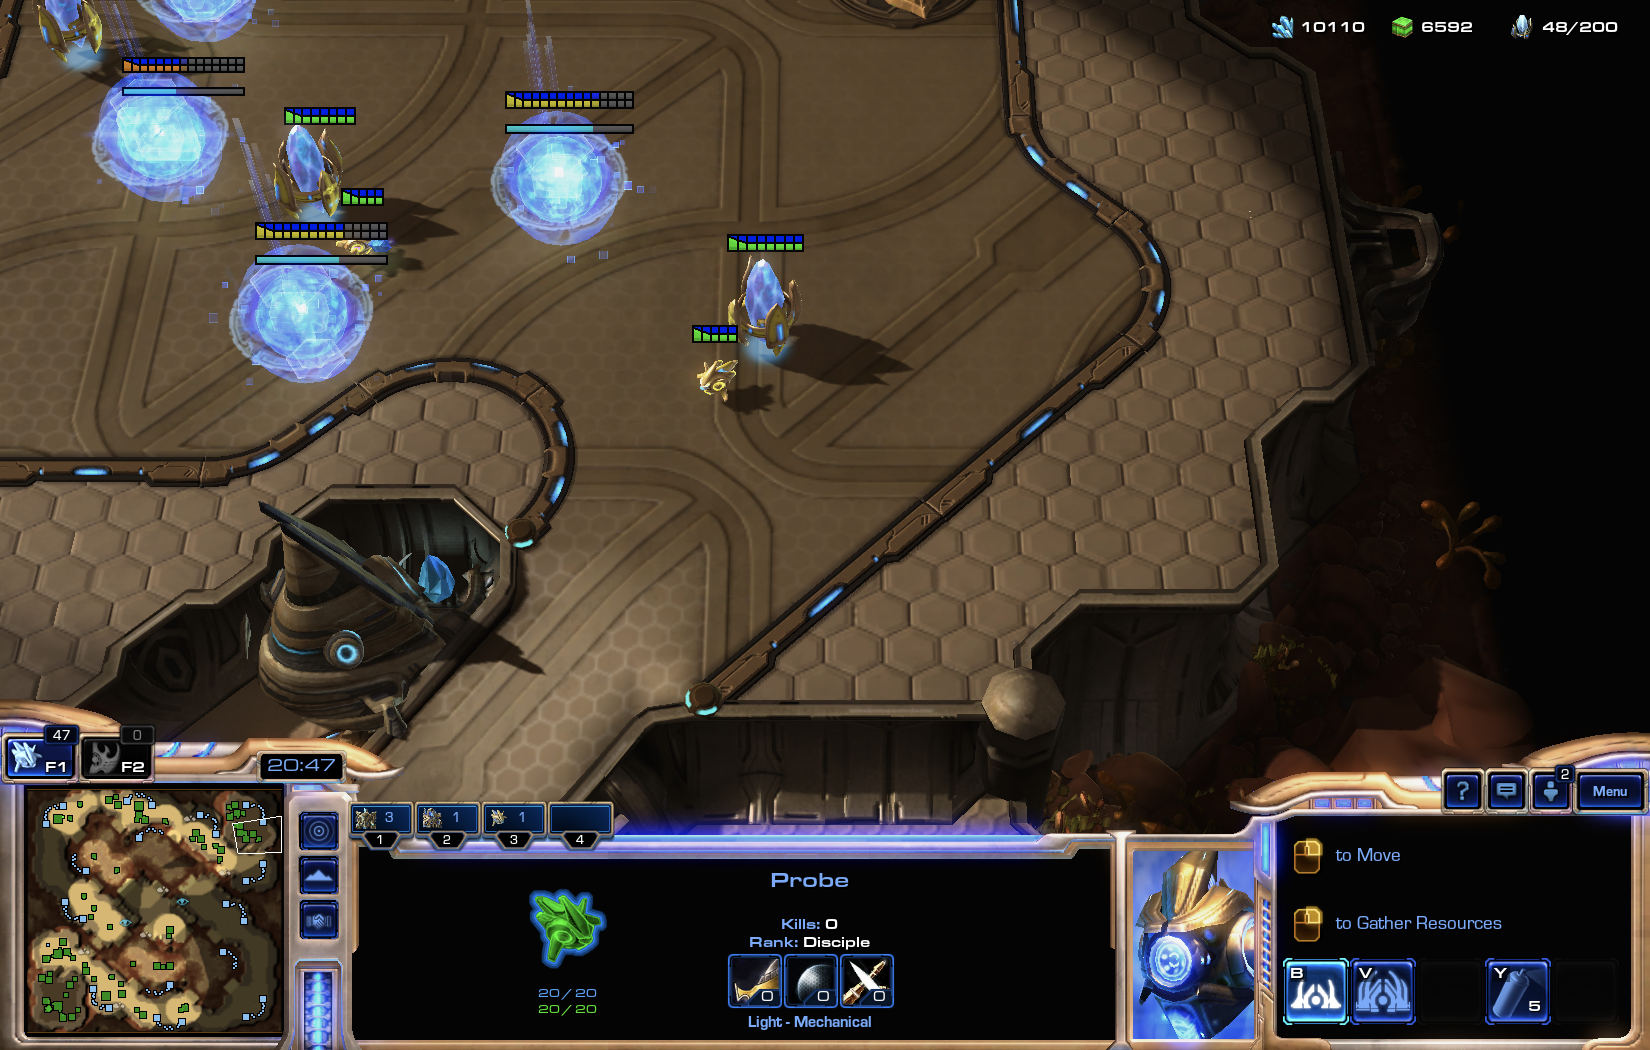 10110 6592 48/200
47 0
F1 F2
20:47
2
? Menu
3 1 1
1 2 3 4
Probe
Kills: 0
Rank: Disciple
0 0 0
Light - Mechanical
20/20
20/20
to Move
to Gather Resources
B V Y
5